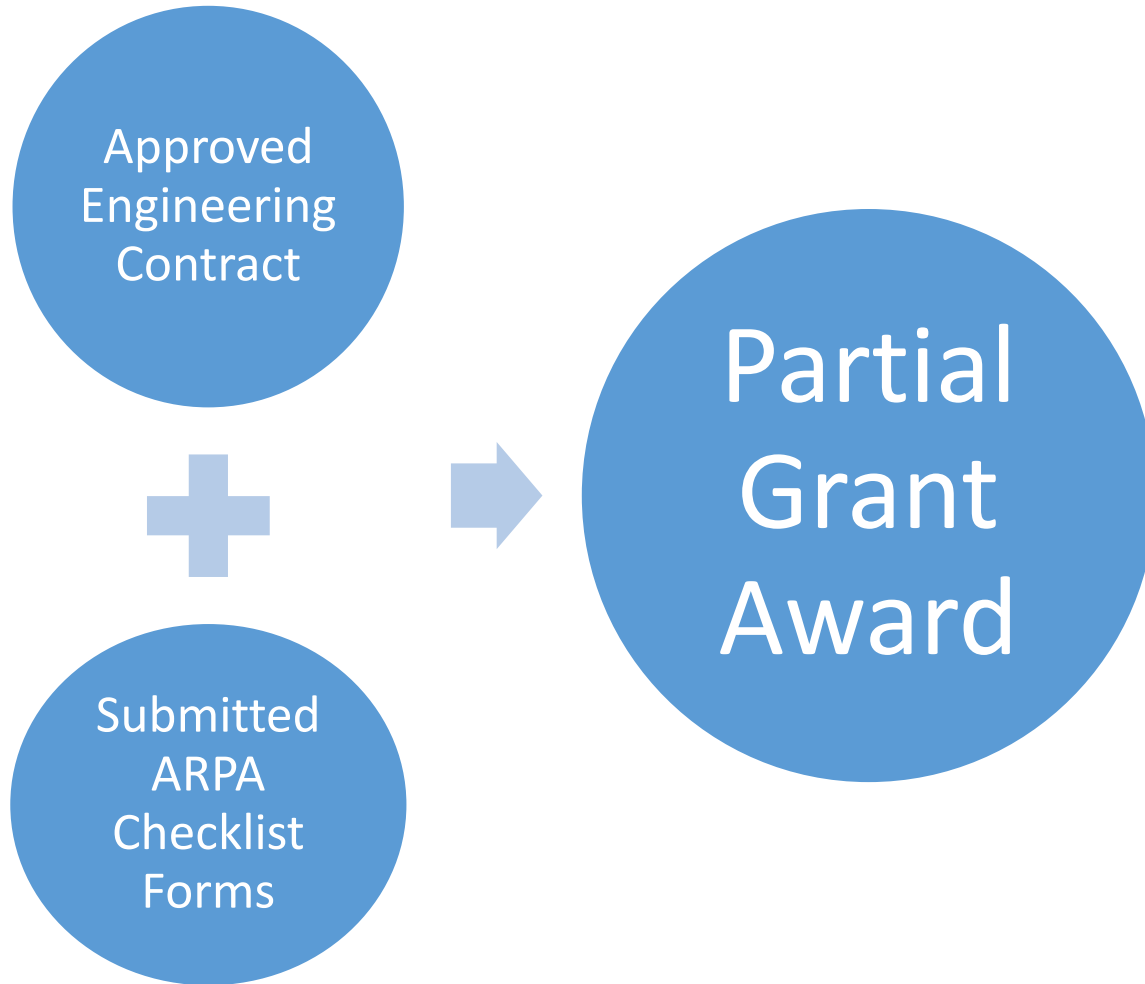 Approved
Engineering
Contract
Submitted
ARPA
Checklist
Forms
Partial
Grant
Award